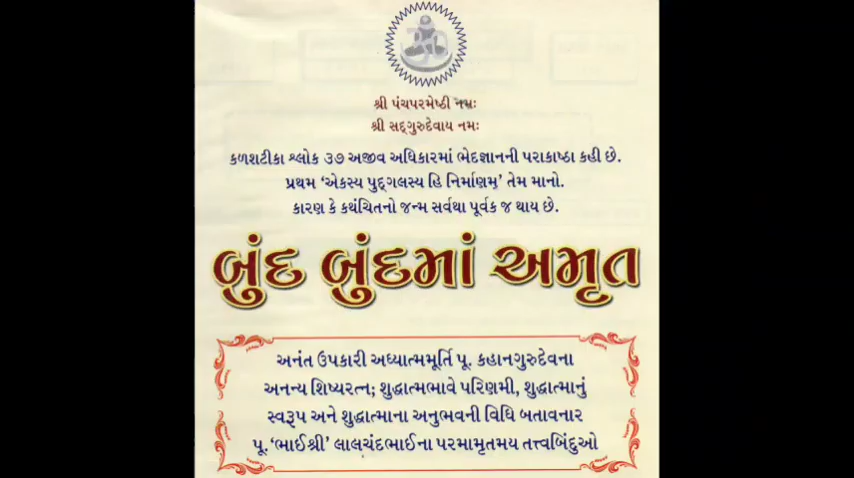 શ્રી પંચપરમેષ્ઠી નમઃ
શ્રી સદ્ગુરુદેવાય નમઃ
કળશટીકા શ્લોક ૩૭ અજીવ અધિકારમાં ભેદજ્ઞાનની પરાકાષ્ઠા કહી છે.
પ્રથમ ‘એકસ્ય પુદ્ગલસ્ય હિ નિર્માણમ્’ તેમ માનો.
કારણ કે કથંચિતનો જન્મ સર્વથા પૂર્વક જ થાય છે.
બુંદ બુંદમાં અમૃત
અનંત ઉપકારી અધ્યાત્મમૂર્તિ પૂ. કહાનગુરુદેવના
અનન્ય શિષ્યરત્ન; શુદ્ધાત્મભાવે પરિણમી, શુદ્ધાત્માનું
સ્વરૂપ અને શુદ્ધાત્માના અનુભવની વિધિ બતાવનાર
પૂ.‘ભાઈશ્રી’ લાલચંદભાઈના પરમામૃતમય તત્ત્વબિંદુઓ